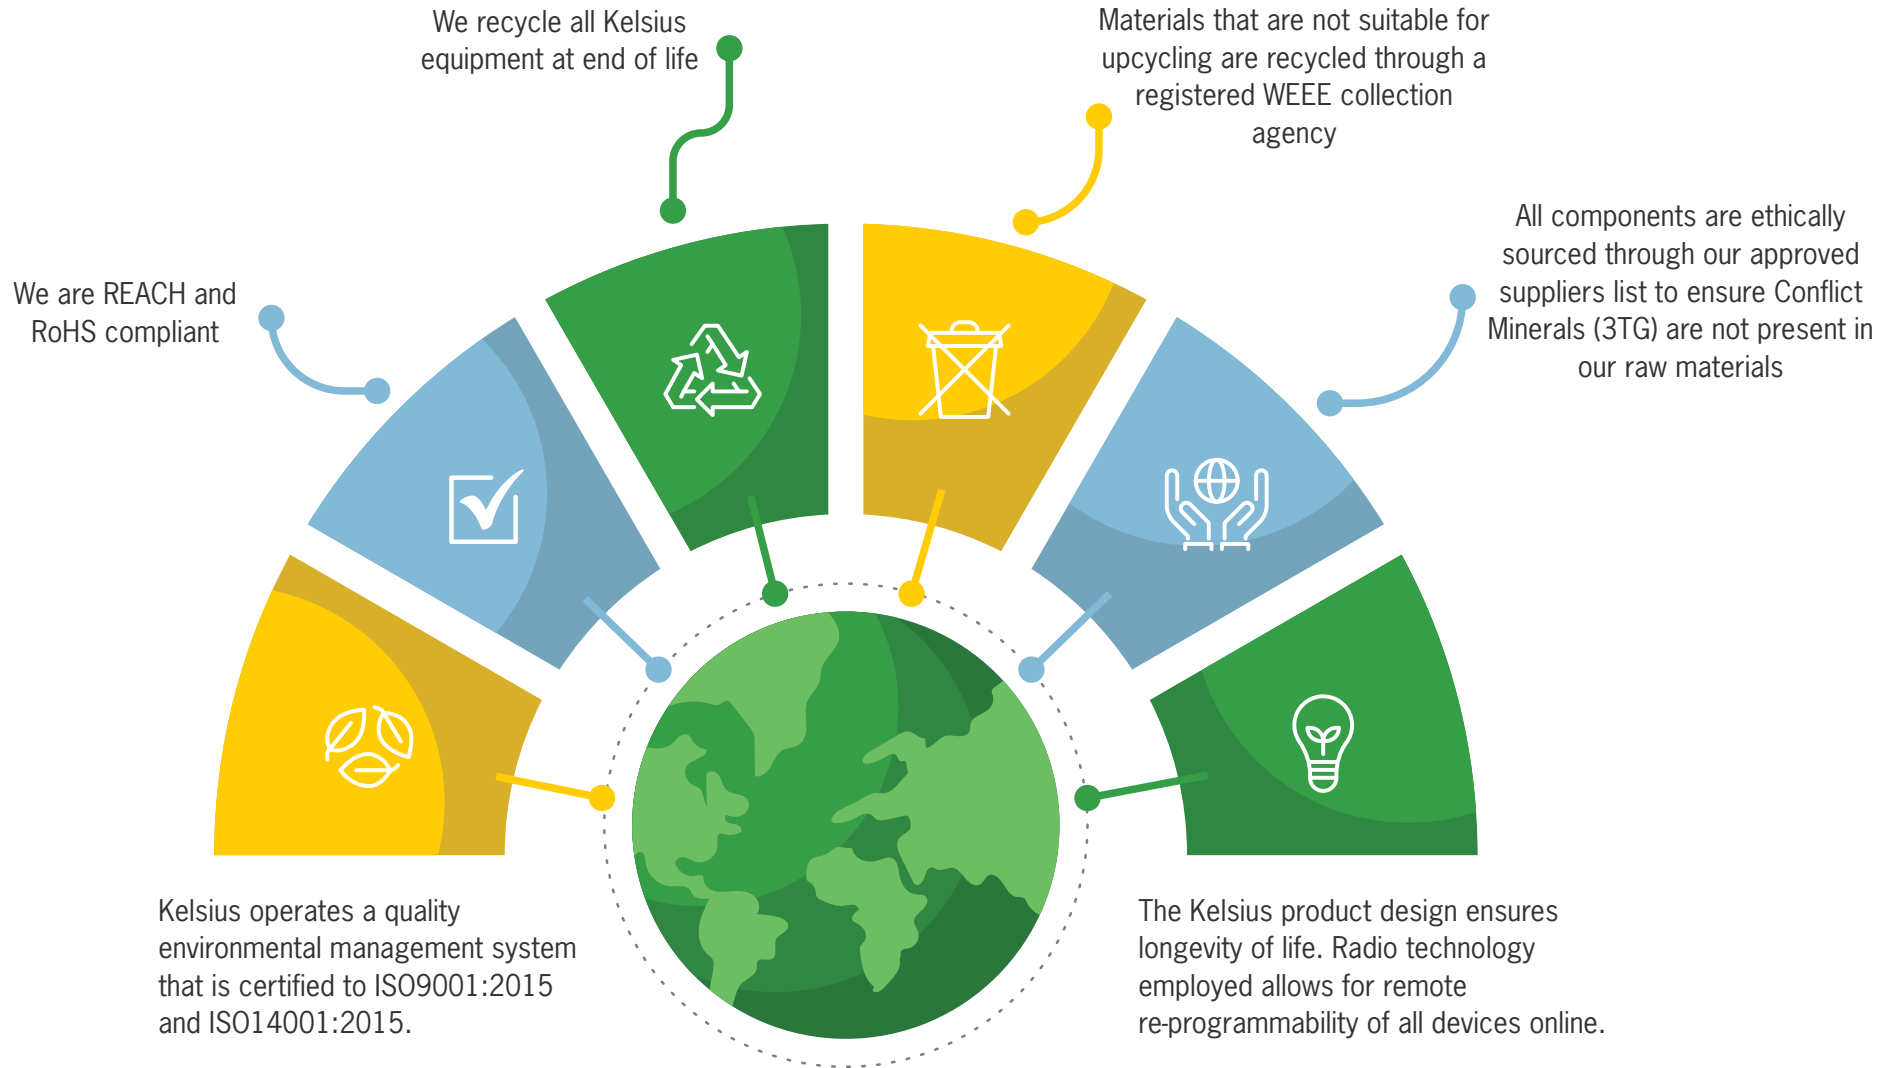 We recycle all Kelsius
equipment at end of life
Materials that are not suitable for
upcycling are recycled through a
registered WEEE collection
agency
All components are ethically
sourced through our approved
suppliers list to ensure Conflict
Minerals (3TG) are not present in
our raw materials
We are REACH and
RoHS compliant
Kelsius operates a quality
environmental management system
that is certified to ISO9001:2015
and ISO14001:2015.
The Kelsius product design ensures
longevity of life. Radio technology
employed allows for remote
re-programmability of all devices online.